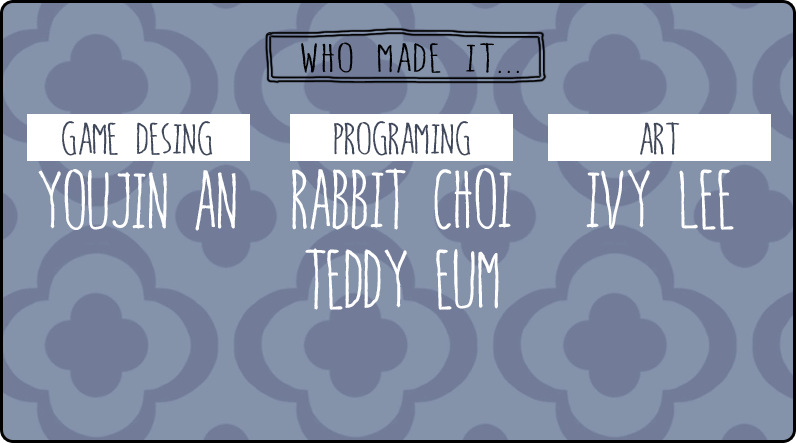 WHO MADE IT...
GAME DESING
YOUJIN AN
PROGRAMING
RABBIT CHOI
TEDDY EUM
ART
IVY LEE